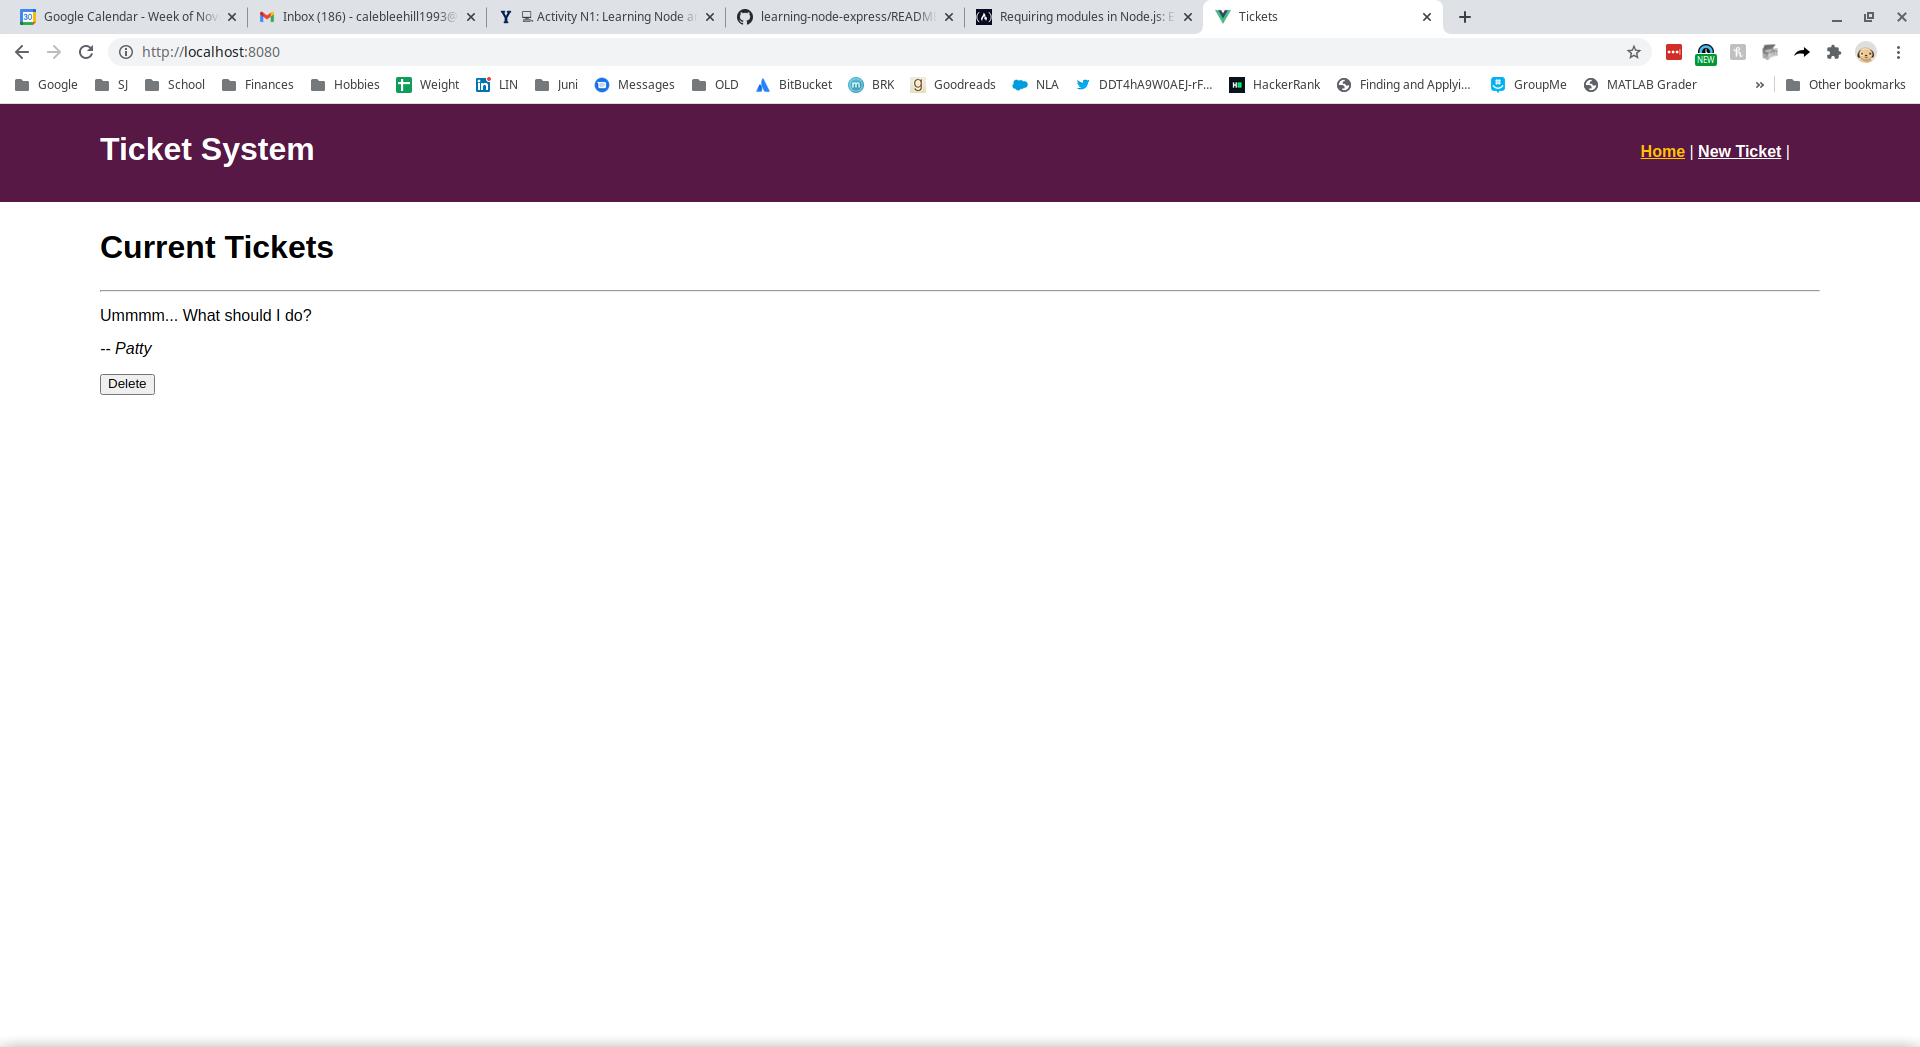 Google Calendar - Week of Nov
Inbox (186) - calebleehill1993@
Activity N1: Learning Node a
learning-node-express/READM
Requiring modules in Node.js: E
Tickets
http://localhost:8080
NEW
Google
SJ
School
Finances
Hobbies
Weight
LIN
Juni
Messages
OLD
BitBucket
BRK
Goodreads
NLA
DDT4hA9W0AEJ-rF...
HackerRank
Finding and Applyi...
GroupMe
MATLAB Grader
»
Other bookmarks
Ticket System
Home | New Ticket |
Current Tickets
Ummmm... What should I do?
-- Patty
Delete